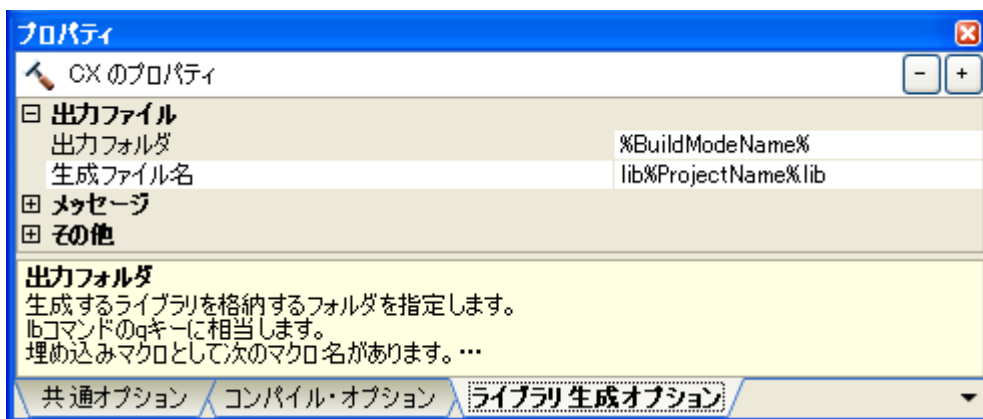 プロパティ
CX のプロパティ
出力ファイル
出力フォルダ %BuildModeName%
生成ファイル名 lib%ProjectName%.lib
メッセージ
その他
出力フォルダ
生成するライブラリを格納するフォルダを指定します。
lbコマンドのqキーに相当します。
埋め込みマクロとして次のマクロ名があります。…
共通オプション コンパイル・オプション ライブラリ生成オプション